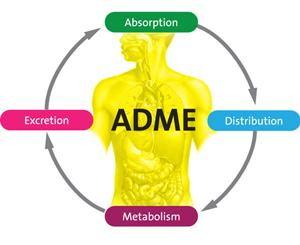 Absorption
Excretion
ADME
Distribution
Metabolism